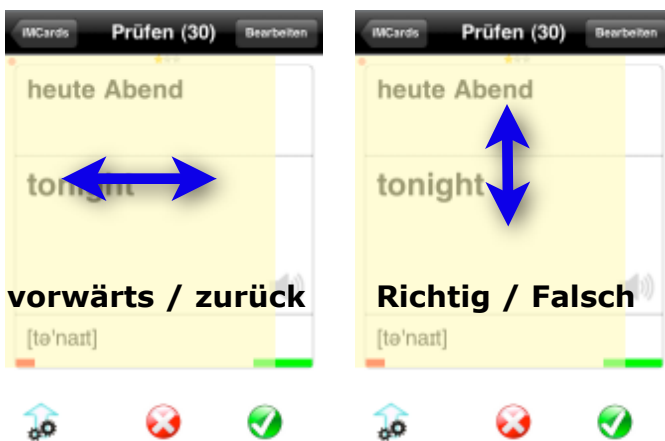 iMCards Prüfen (30) Bearbeiten
heute Abend
tonight
vorwärts / zurück
[tə'naɪt]
iMCards Prüfen (30) Bearbeiten
heute Abend
tonight
Richtig / Falsch
[tə'naɪt]